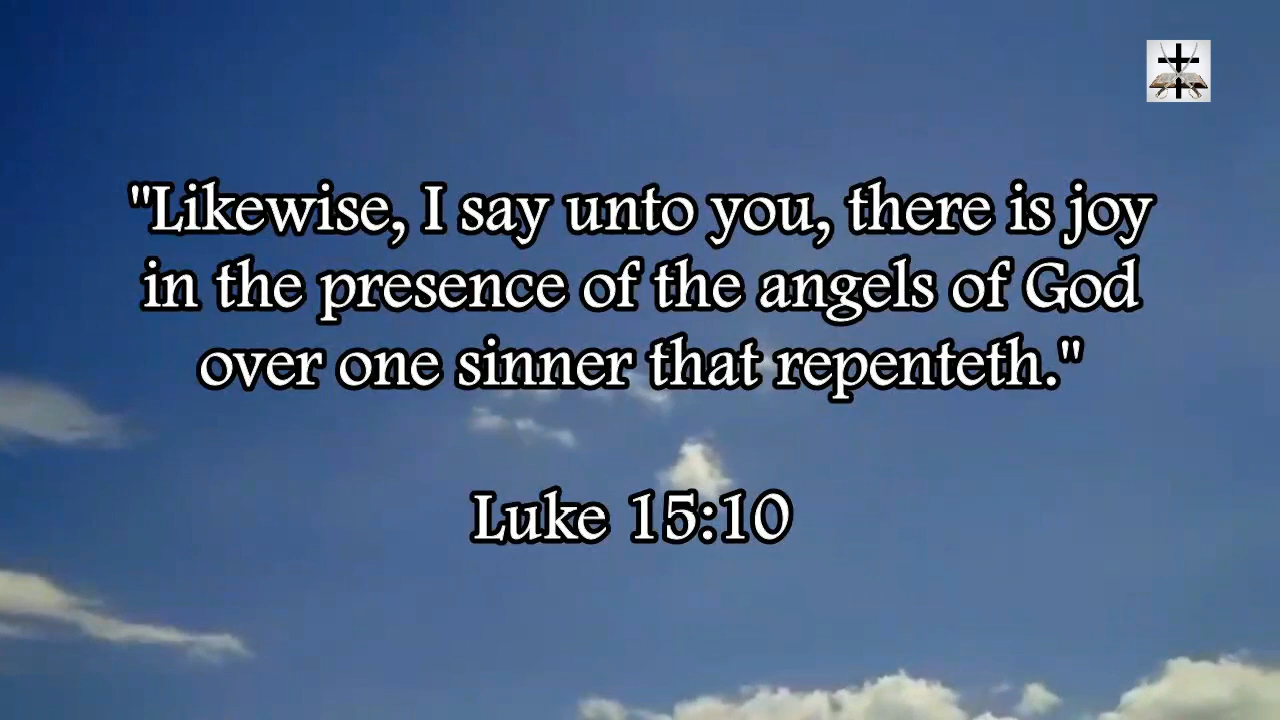 "Likewise, I say unto you, there is joy
in the presence of the angels of God
over one sinner that repenteth."
Luke 15:10